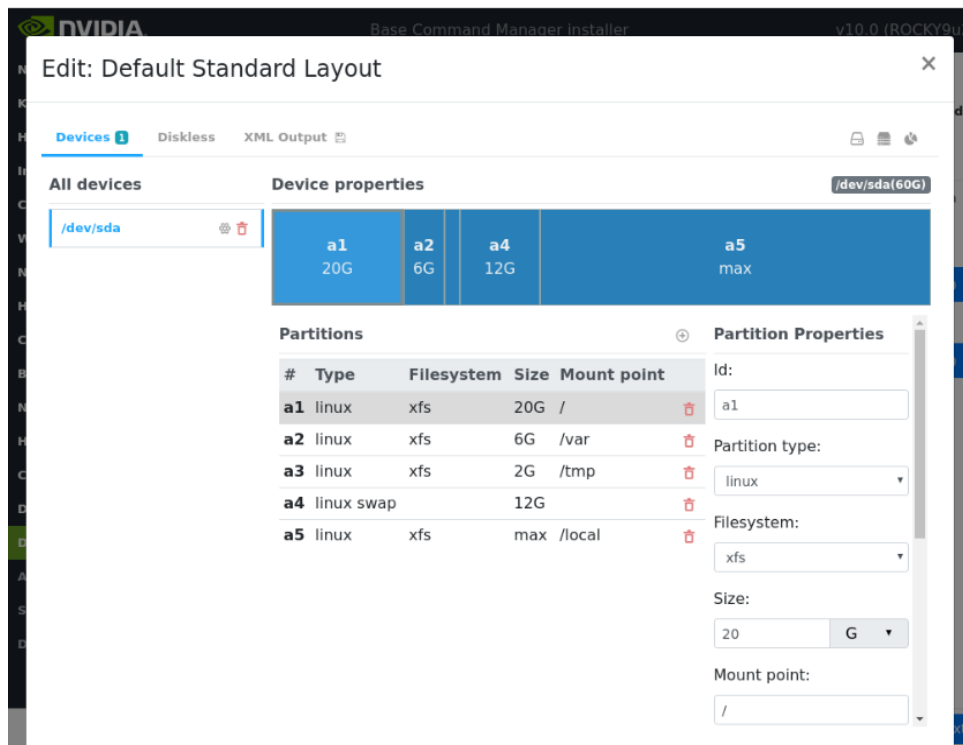 NVIDIA.
Base Command Manager installer
v10.0 (ROCKY9u
Edit: Default Standard Layout
×
Devices 1
Diskless
XML Output
All devices
Device properties
/dev/sda(60G)
/dev/sda
a1
20G
a2
6G
a4
12G
a5
max
Partitions
Partition Properties
# Type Filesystem Size Mount point
a1 linux xfs 20G /
a2 linux xfs 6G /var
a3 linux xfs 2G /tmp
a4 linux swap 12G
a5 linux xfs max /local
Id:
a1
Partition type:
linux
Filesystem:
xfs
Size:
20 G
Mount point:
/